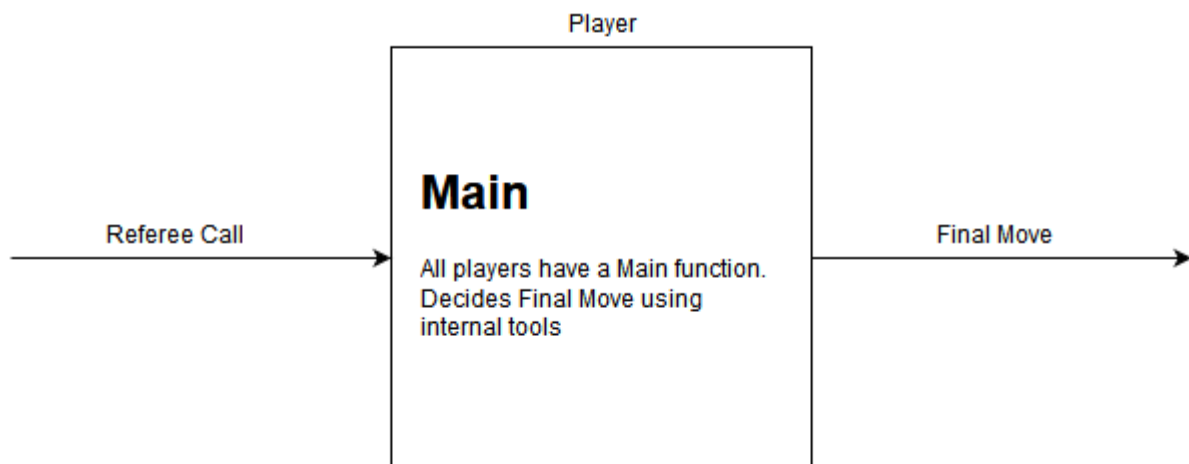 Player
Main
Referee Call
Final Move
All players have a Main function.
Decides Final Move using
internal tools